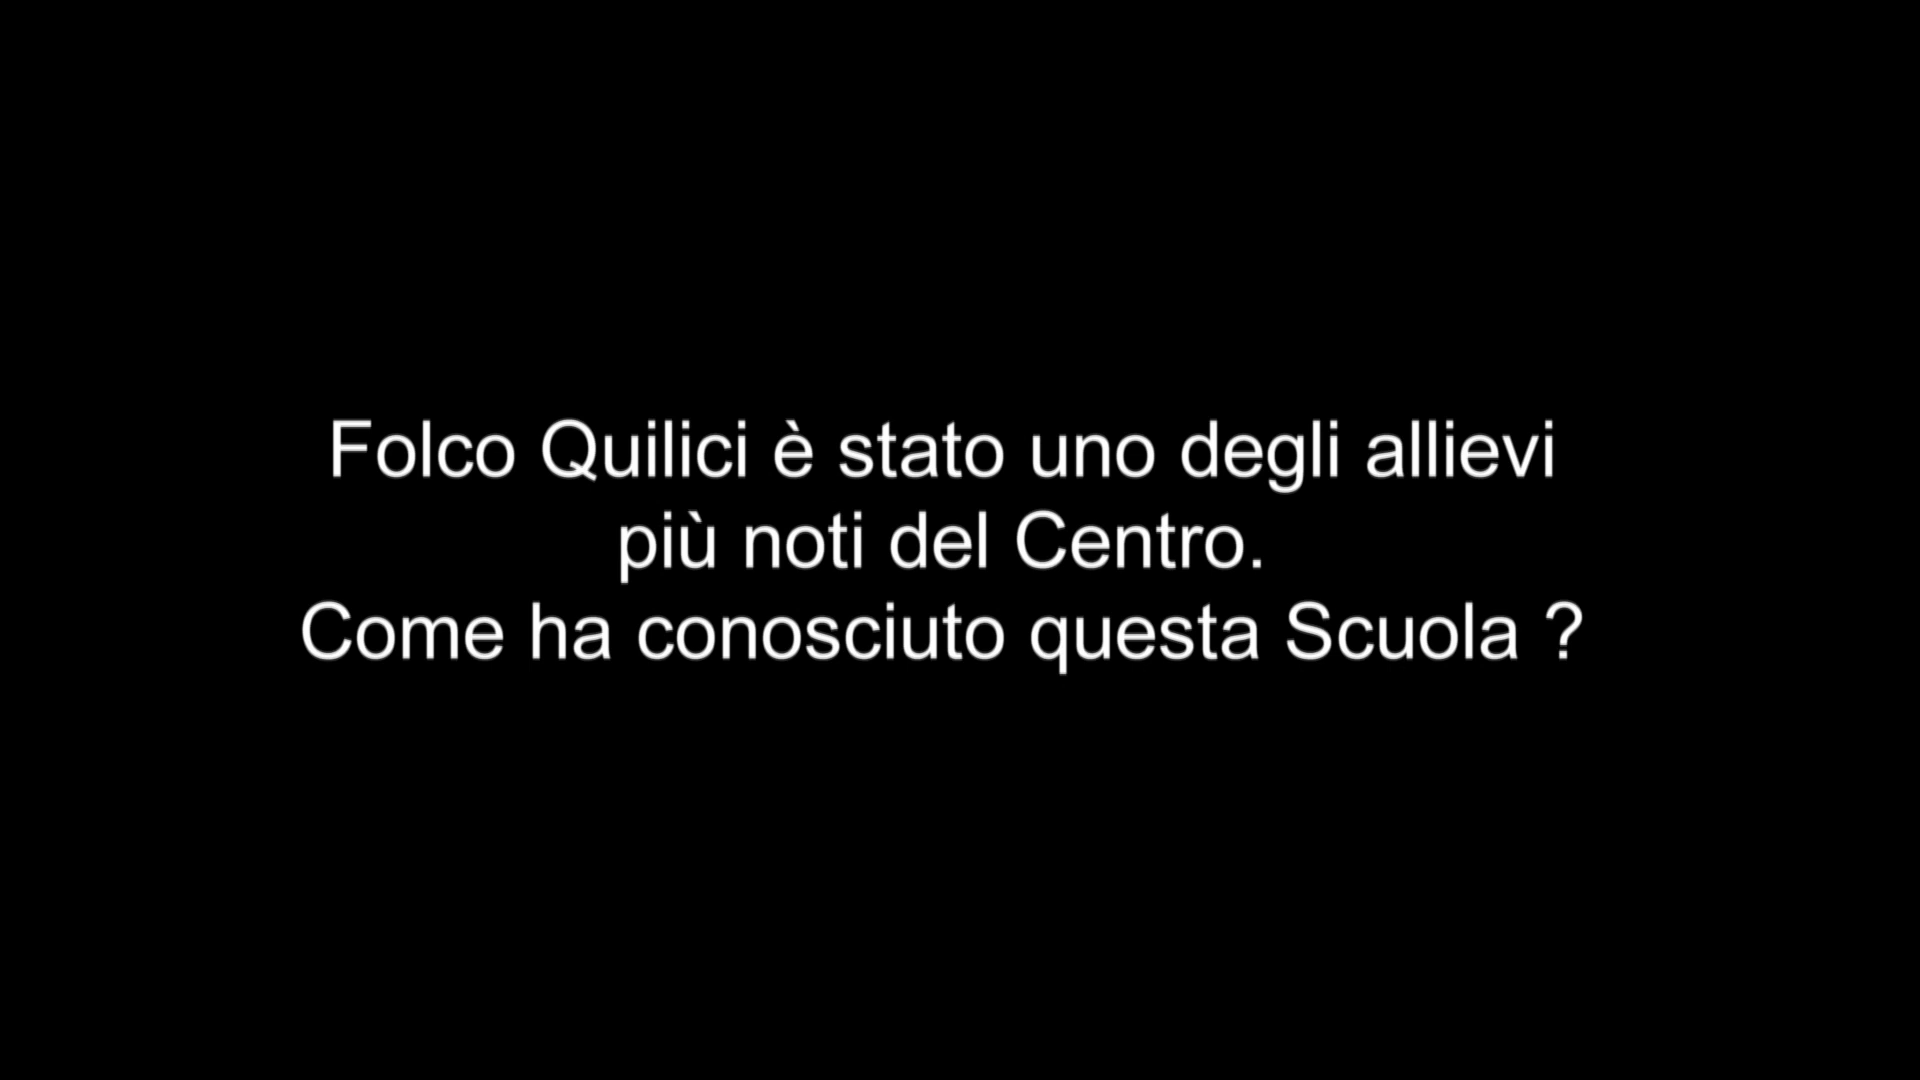 Folco Quilici è stato uno degli allievi
più noti del Centro.
Come ha conosciuto questa Scuola ?